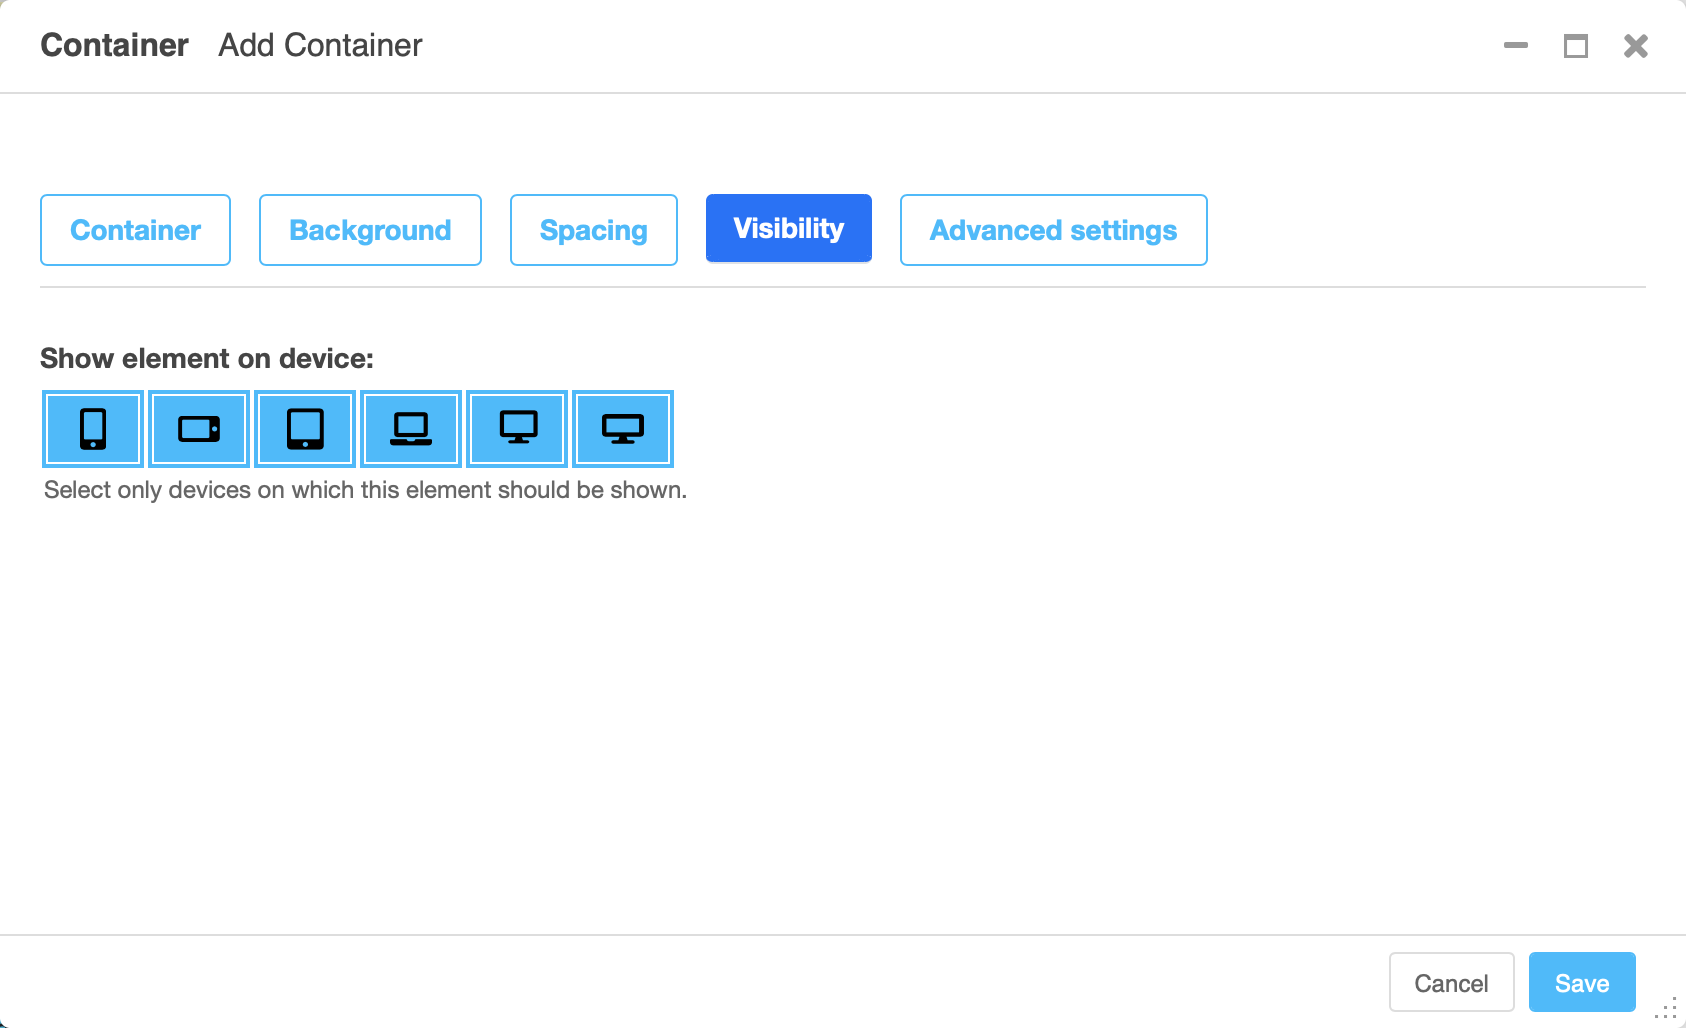 Container Add Container
Container Background Spacing Visibility Advanced settings
Show element on device:
Select only devices on which this element should be shown.
Cancel Save